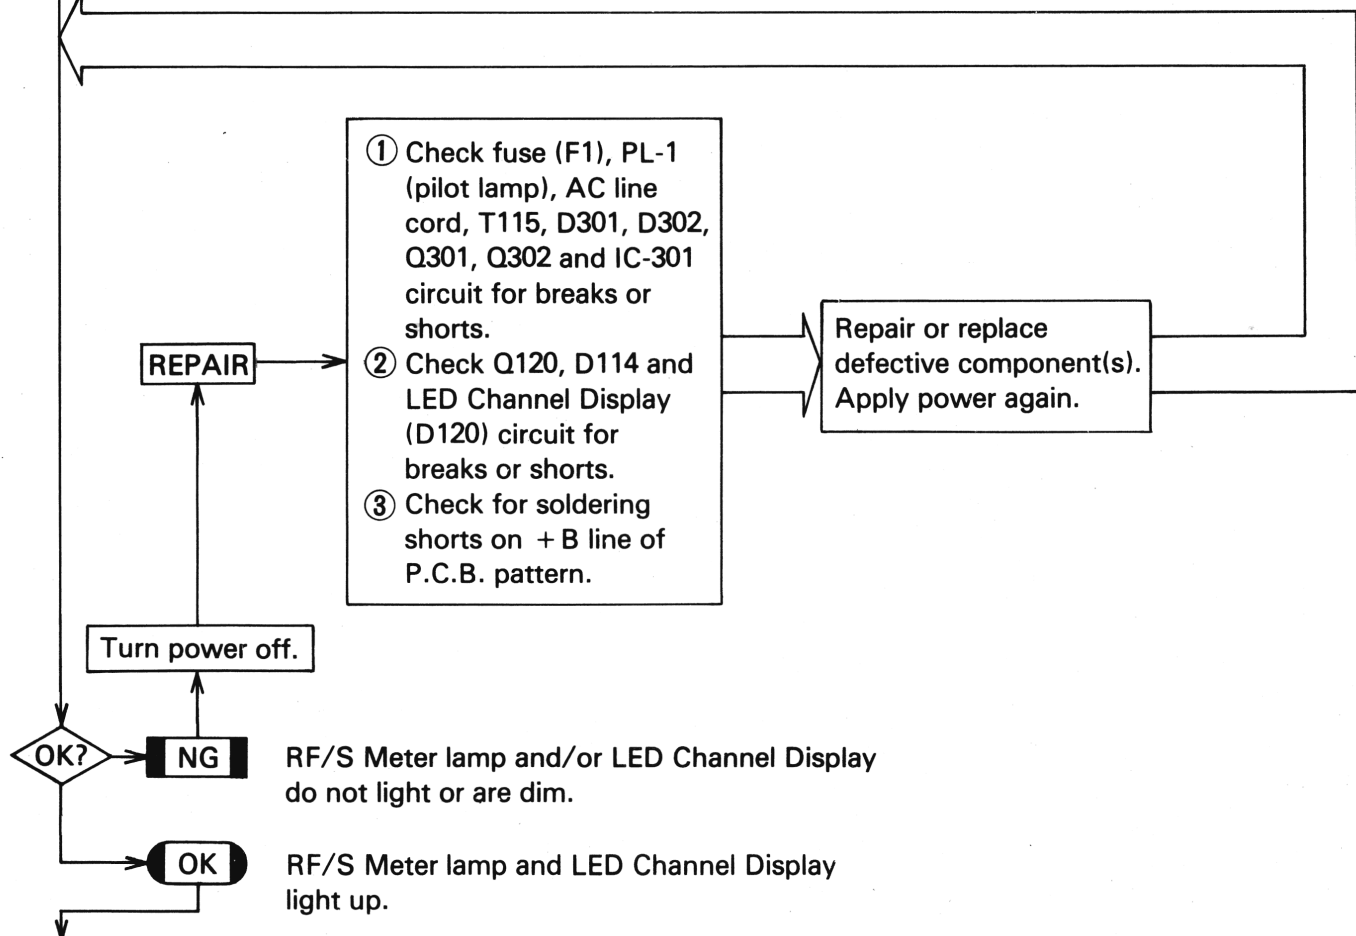 ① Check fuse (F1), PL-1
(pilot lamp), AC line
cord, T115, D301, D302,
Q301, Q302 and IC-301
circuit for breaks or
shorts.
② Check Q120, D114 and
LED Channel Display
(D120) circuit for
breaks or shorts.
③ Check for soldering
shorts on +B line of
P.C.B. pattern.
Repair or replace
defective component(s).
Apply power again.
REPAIR
Turn power off.
OK?
NG
RF/S Meter lamp and/or LED Channel Display
do not light or are dim.
OK
RF/S Meter lamp and LED Channel Display
light up.